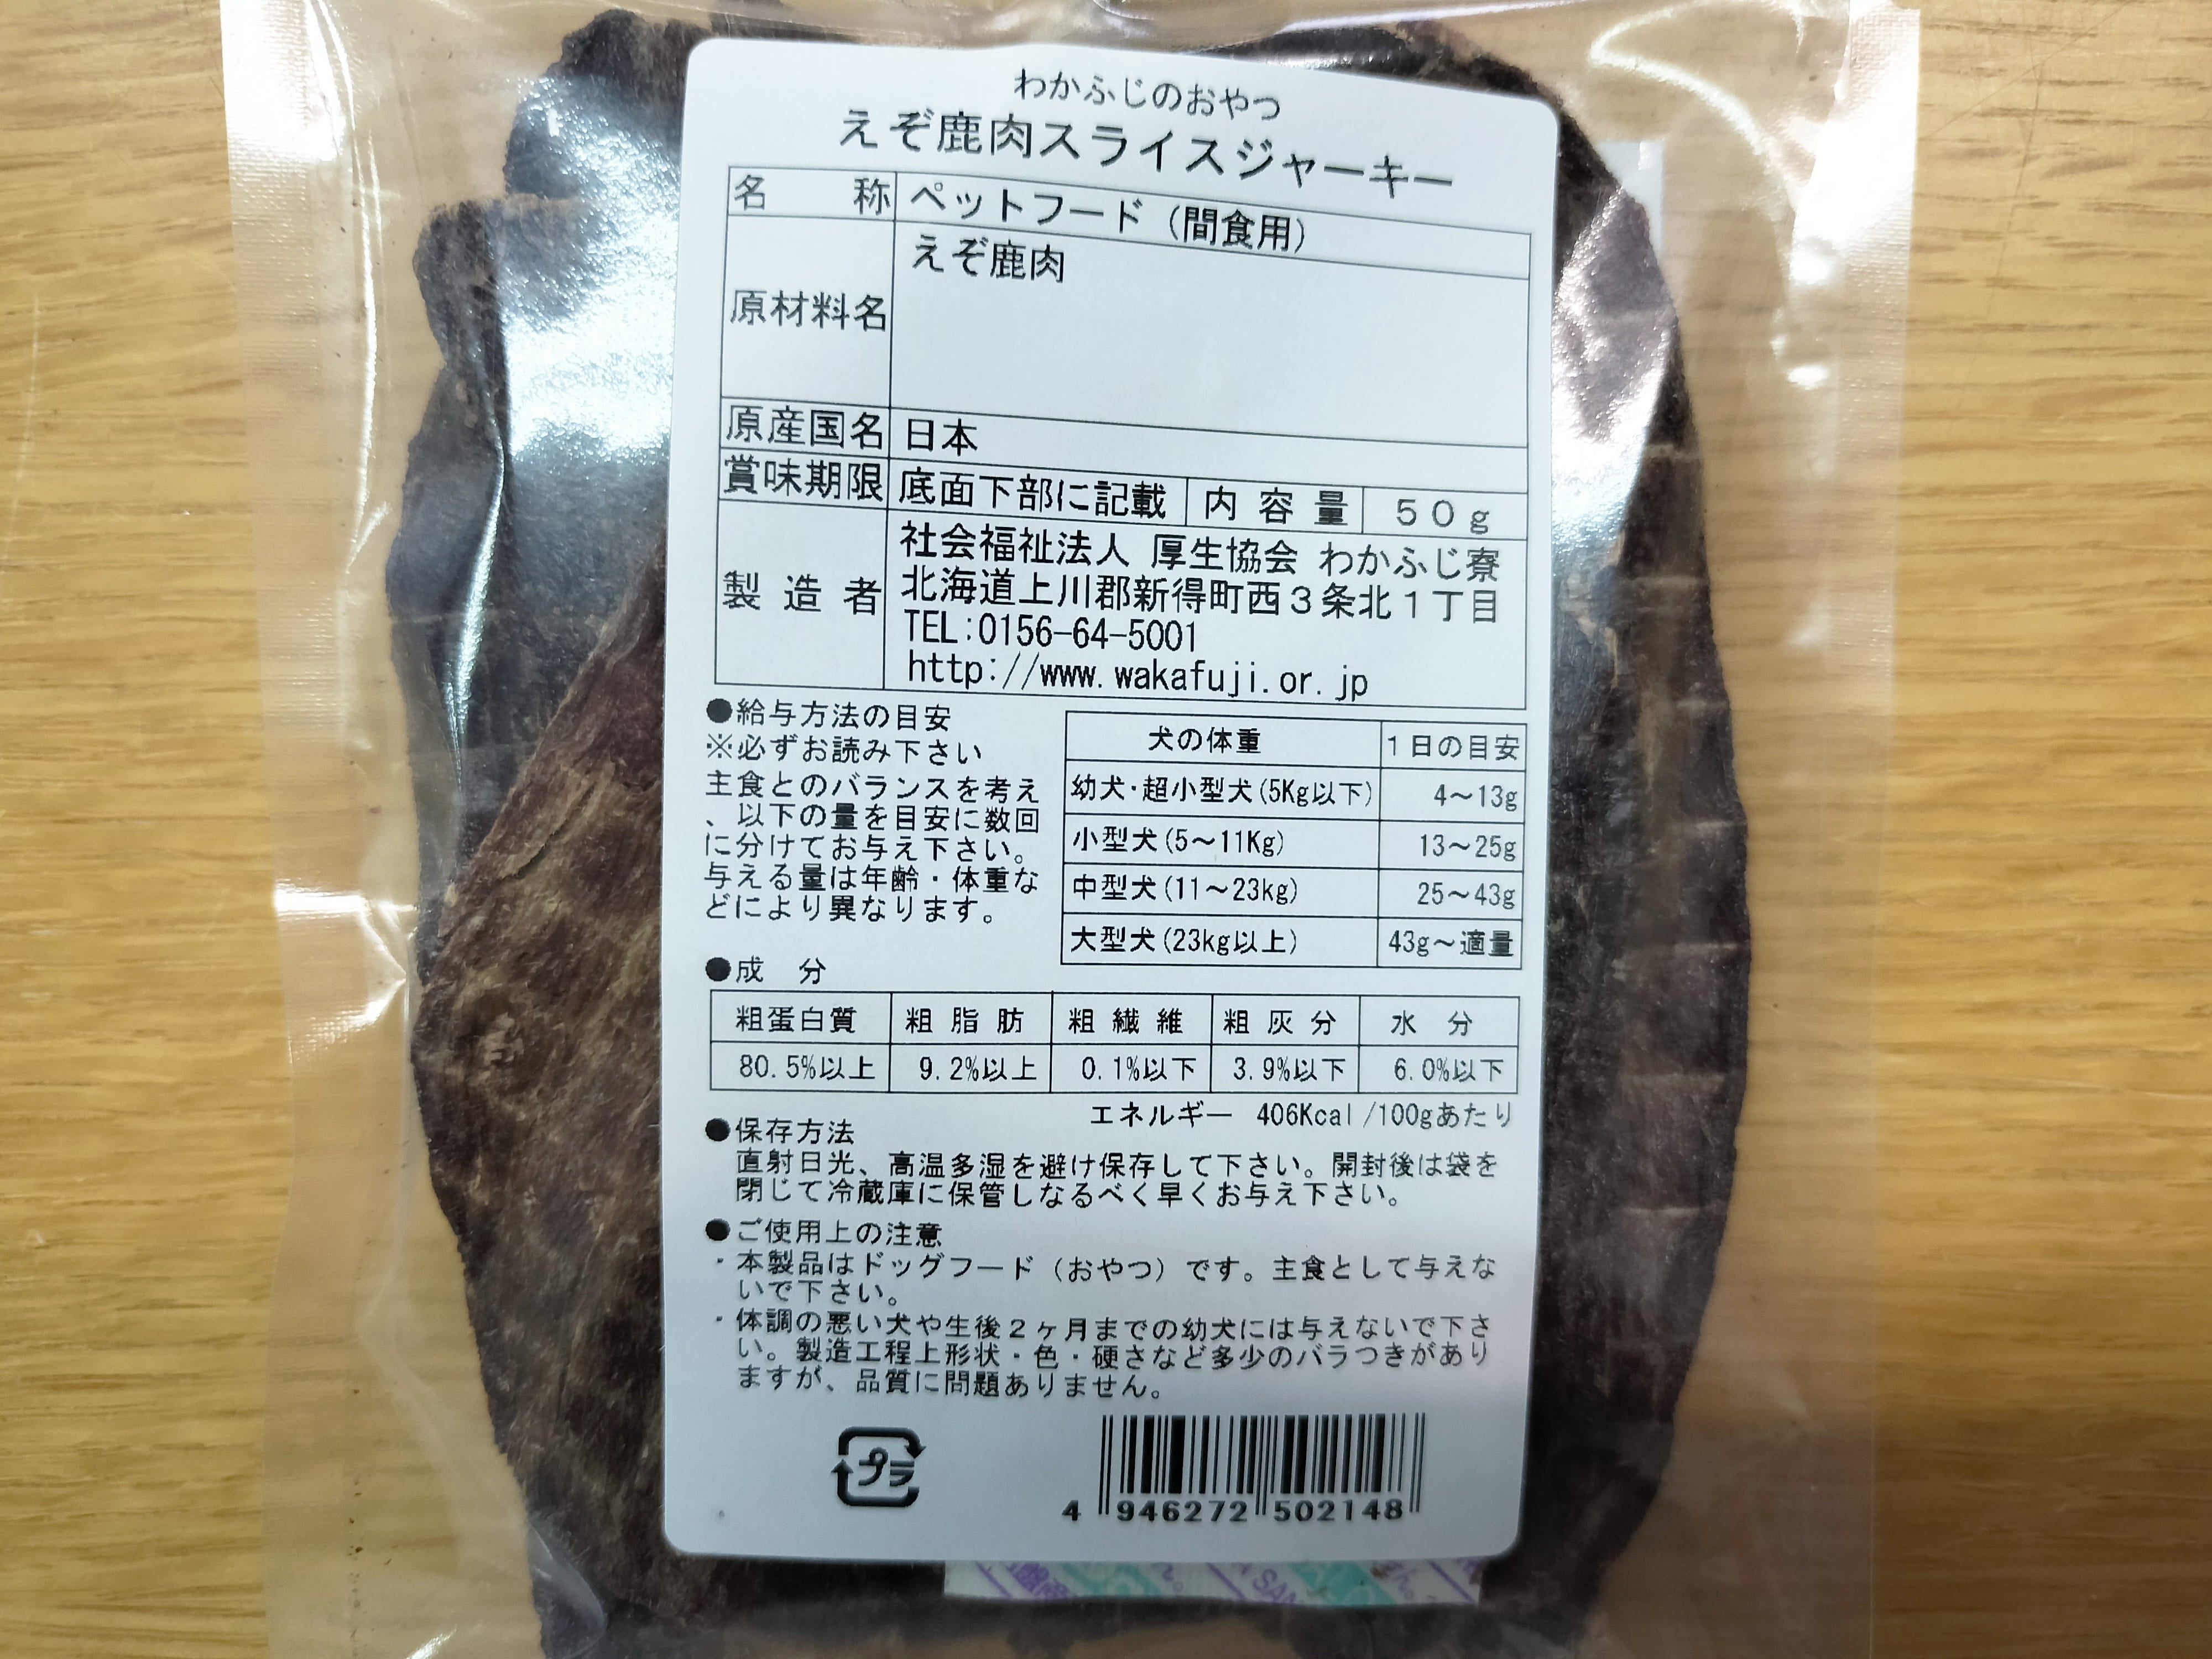 わかふじのおやつ
えぞ鹿肉スライスジャーキー
名　　称 ペットフード（間食用）
原材料名 えぞ鹿肉
原産国名 日本
賞味期限 底面下部に記載 内 容 量 ５０ｇ
製 造 者 社会福祉法人 厚生協会 わかふじ寮
北海道上川郡新得町西３条北１丁目
TEL:0156-64-5001
http://www.wakafuji.or.jp
●給与方法の目安
※必ずお読み下さい
主食とのバランスを考え
、以下の量を目安に数回
に分けてお与え下さい。
与える量は年齢・体重な
どにより異なります。
犬の体重 1日の目安
幼犬･超小型犬(5Kg以下) 4～13g
小型犬(5～11Kg) 13～25g
中型犬(11～23kg) 25～43g
大型犬(23kg以上) 43g～適量
●成　分
粗蛋白質 粗 脂 肪 粗 繊 維 粗 灰 分 水　分
80.5%以上 9.2%以上 0.1%以下 3.9%以下 6.0%以下
エネルギー 406Kcal/100gあたり
●保存方法
直射日光、高温多湿を避け保存して下さい。開封後は袋を
閉じて冷蔵庫に保管しなるべく早くお与え下さい。
●ご使用上の注意
・本製品はドッグフード（おやつ）です。主食として与えな
いで下さい。
・体調の悪い犬や生後２ヶ月までの幼犬には与えないで下さ
い。製造工程上形状・色・硬さなど多少のバラつきがあり
ますが、品質に問題ありません。
プラ
4 946272 502148